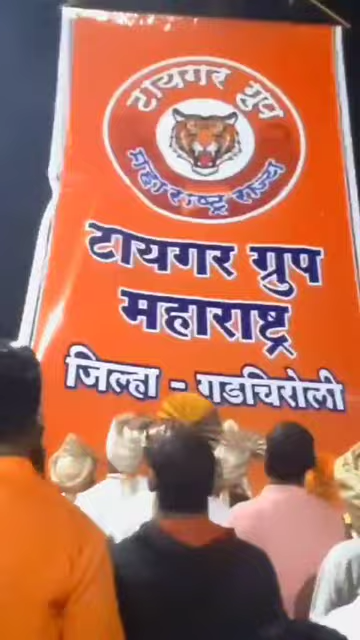 टायगर ग्रुप
महाराष्ट्र राज्य
टायगर ग्रुप
महाराष्ट्र
जिल्हा - गडचिरोली